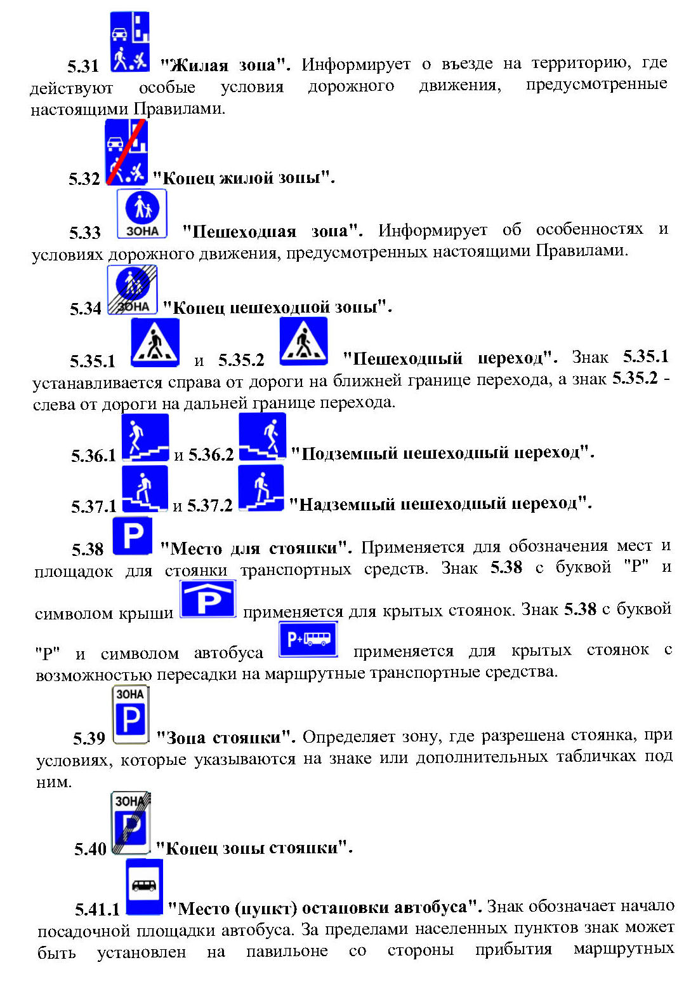 5.31 "Жилая зона". Информирует о въезде на территорию, где
действуют особые условия дорожного движения, предусмотренные
настоящими Правилами.
5.32 "Конец жилой зоны".
ЗОНА
5.33 "Пешеходная зона". Информирует об особенностях и
условиях дорожного движения, предусмотренных настоящими Правилами.
ЗОНА
5.34 "Конец пешеходной зоны".
5.35.1 и 5.35.2 "Пешеходный переход". Знак 5.35.1
устанавливается справа от дороги на ближней границе перехода, а знак 5.35.2 -
слева от дороги на дальней границе перехода.
5.36.1 и 5.36.2 "Подземный пешеходный переход".
5.37.1 и 5.37.2 "Надземный пешеходный переход".
P
5.38 "Место для стоянки". Применяется для обозначения мест и
площадок для стоянки транспортных средств. Знак 5.38 с буквой "Р" и
P
символом крыши применяется для крытых стоянок. Знак 5.38 с буквой
P+
"Р" и символом автобуса применяется для крытых стоянок с
возможностью пересадки на маршрутные транспортные средства.
ЗОНА
P
5.39 "Зона стоянки". Определяет зону, где разрешена стоянка, при
условиях, которые указываются на знаке или дополнительных табличках под
ним.
ЗОНА
P
5.40 "Конец зоны стоянки".
5.41.1 "Место (пункт) остановки автобуса". Знак обозначает начало
посадочной площадки автобуса. За пределами населенных пунктов знак может
быть установлен на павильоне со стороны прибытия маршрутных